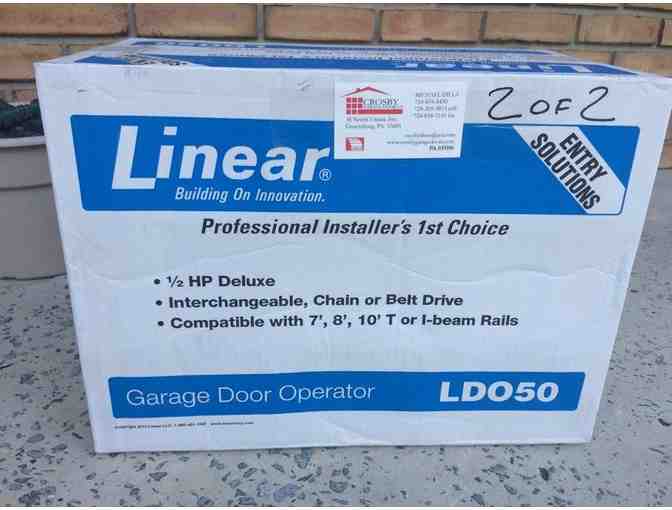 Linear
CROSBY
2 OF 2
Linear®
Building On Innovation.
ENTRY
SOLUTIONS
Professional Installer's 1st Choice
• ½ HP Deluxe
• Interchangeable, Chain or Belt Drive
• Compatible with 7', 8', 10' T or I-beam Rails
Garage Door Operator
LDO50